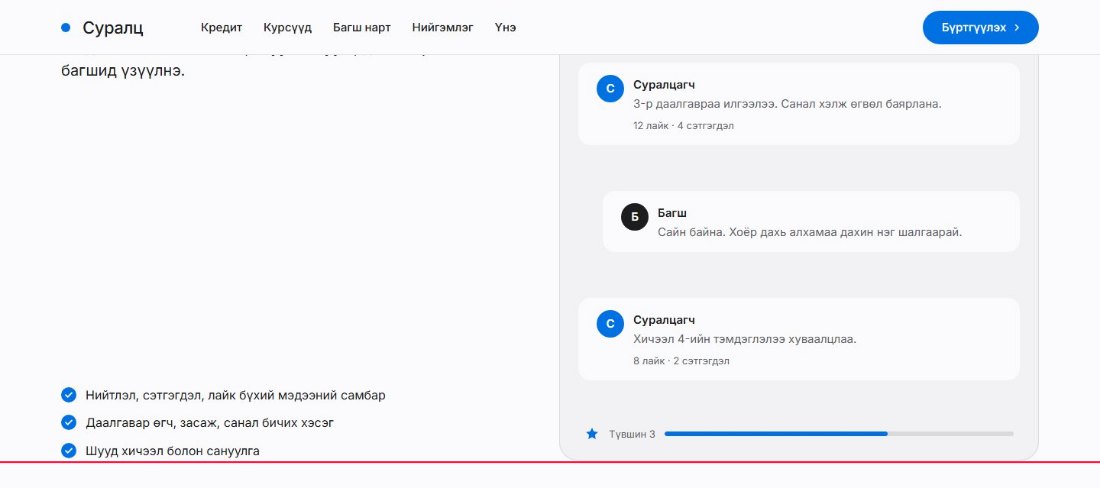 Суралц
Кредит
Курсүүд
Багш нарт
Нийгэмлэг
Үнэ
Бүртгүүлэх
багшид үзүүлнэ.
Нийтлэл, сэтгэгдэл, лайк бүхий мэдээний самбар
Даалгавар өгч, засаж, санал бичих хэсэг
Шууд хичээл болон сануулга
С
Суралцагч
3-р даалгавраа илгээлээ. Санал хэлж өгвөл баярлана.
12 лайк · 4 сэтгэгдэл
Б
Багш
Сайн байна. Хоёр дахь алхамаа дахин нэг шалгаарай.
С
Суралцагч
Хичээл 4-ийн тэмдэглэлээ хуваалцлаа.
8 лайк · 2 сэтгэгдэл
Түвшин 3